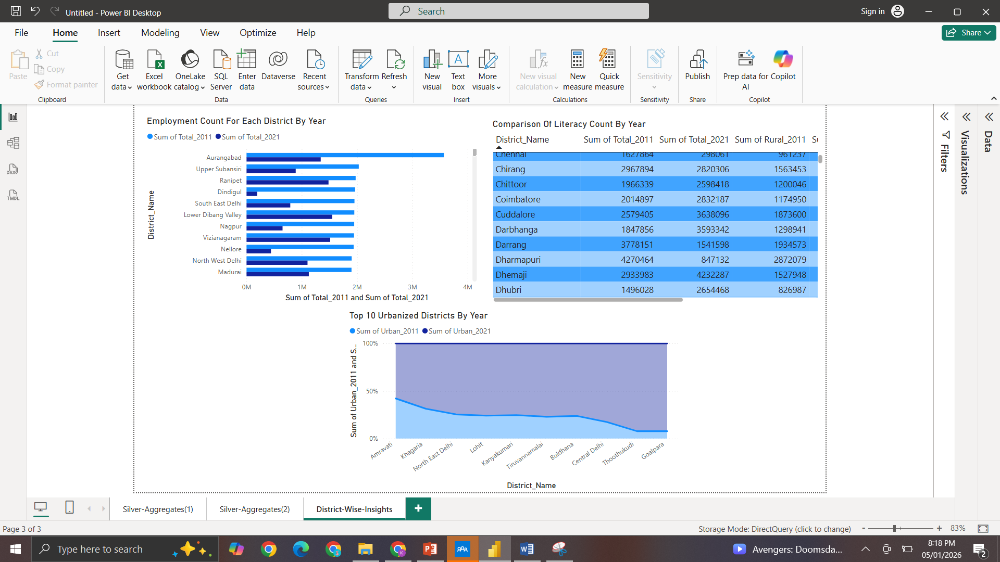 Untitled - Power BI Desktop
Search
Sign in
File Home Insert Modeling View Optimize Help
Share
Paste
Cut
Copy
Format painter
Clipboard
Get data
Excel workbook
OneLake catalog
SQL Server
Enter data
Dataverse
Recent sources
Data
Transform data
Refresh
Queries
New visual
Text box
More visuals
Insert
New visual calculation
New measure
Quick measure
Calculations
Sensitivity
Sensitivity
Publish
Share
Prep data for AI
Copilot
Copilot
DAX
TMDL
Employment Count For Each District By Year
Sum of Total_2011 Sum of Total_2021
District_Name
Aurangabad
Upper Subansiri
Ranipet
Dindigul
South East Delhi
Lower Dibang Valley
Nagpur
Vizianagaram
Nellore
North West Delhi
Madurai
0M 1M 2M 3M 4M
Sum of Total_2011 and Sum of Total_2021
Comparison Of Literacy Count By Year
District_Name Sum of Total_2011 Sum of Total_2021 Sum of Rural_2011
Chennai 1627864 298061 961237
Chirang 2967894 2820306 1563453
Chittoor 1966339 2598418 1200046
Coimbatore 2014897 2832187 1174950
Cuddalore 2579405 3638096 1873600
Darbhanga 1847856 3593342 1298941
Darrang 3778151 1541598 1934573
Dharmapuri 4270464 847132 2872079
Dhemaji 2933983 4232287 1527948
Dhubri 1496028 2654468 826987
Top 10 Urbanized Districts By Year
Sum of Urban_2011 Sum of Urban_2021
Sum of Urban_2011 and S...
100%
50%
0%
Amravati
Khagaria
North East Delhi
Lohit
Kanyakumari
Tiruvannamalai
Buldhana
Central Delhi
Thoothukudi
Goalpara
District_Name
Filters
Visualizations
Data
Silver-Aggregates(1) Silver-Aggregates(2) District-Wise-Insights +
Page 3 of 3
Storage Mode: DirectQuery (click to change)
- + 83%
Type here to search
Avengers: Doomsda...
8:18 PM
05/01/2026
2